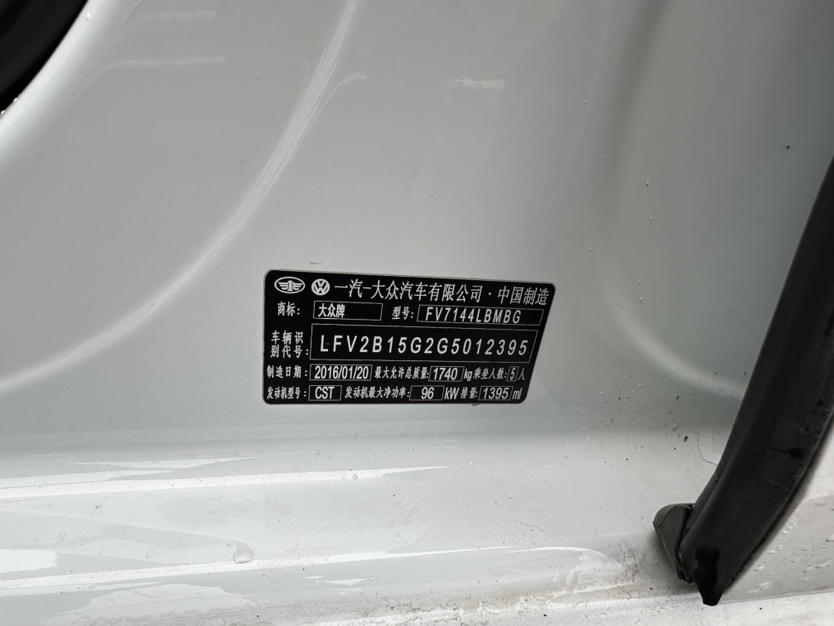 一汽-大众汽车有限公司·中国制造
商标: 大众牌 型号: FV7144LBMBG
车辆识别代号: LFV2B15G2G5012395
制造日期: 2016/01/20 最大允许总质量: 1740 kg 乘坐人数: 5 人
发动机型号: CST 发动机最大净功率: 96 kW 排量: 1395 ml